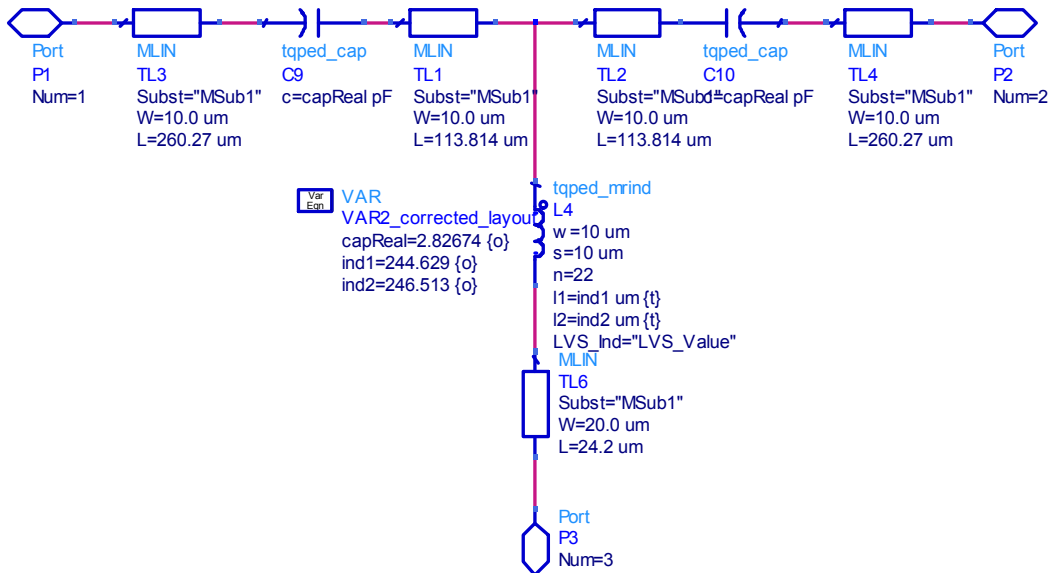 Port
P1
Num=1
MLIN
TL3
Subst="MSub1"
W=10.0 um
L=260.27 um
tqped_cap
C9
c=capReal pF
MLIN
TL1
Subst="MSub1"
W=10.0 um
L=113.814 um
MLIN
TL2
Subst="MSub1"
W=10.0 um
L=113.814 um
tqped_cap
C10
c=capReal pF
MLIN
TL4
Subst="MSub1"
W=10.0 um
L=260.27 um
Port
P2
Num=2
Var
Eqn
VAR
VAR2_corrected_layout
capReal=2.82674 {o}
ind1=244.629 {o}
ind2=246.513 {o}
tqped_mrind
L4
w=10 um
s=10 um
n=22
l1=ind1 um {t}
l2=ind2 um {t}
LVS_Ind="LVS_Value"
MLIN
TL6
Subst="MSub1"
W=20.0 um
L=24.2 um
Port
P3
Num=3